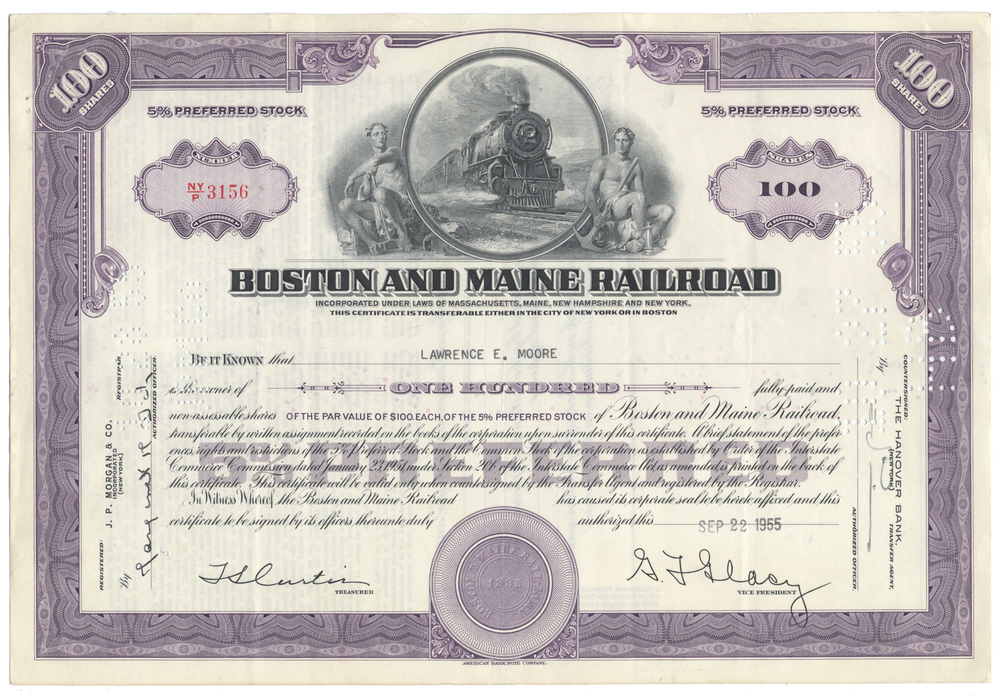 100 SHARES
100 SHARES
5% PREFERRED STOCK
5% PREFERRED STOCK
NUMBER
NY/P 3156
SHARES
100
BOSTON AND MAINE RAILROAD
INCORPORATED UNDER LAWS OF MASSACHUSETTS, MAINE, NEW HAMPSHIRE AND NEW YORK.
THIS CERTIFICATE IS TRANSFERABLE EITHER IN THE CITY OF NEW YORK OR IN BOSTON
BE IT KNOWN that LAWRENCE E. MOORE
is the owner of ONE HUNDRED fully-paid and
non-assessable shares OF THE PAR VALUE OF $100. EACH, OF THE 5% PREFERRED STOCK of Boston and Maine Railroad,
transferable by written assignment recorded on the books of the corporation upon surrender of this certificate. A brief statement of the prefer-
ences, rights and restrictions of the 5% Preferred Stock and the Common Stock of the corporation as established by Order of the Interstate
Commerce Commission dated January 23, 1951, under Section 20b of the Interstate Commerce Act, as amended, is printed on the back of
this certificate. This certificate will be valid only when countersigned by the Transfer Agent and registered by the Registrar.
In Witness Whereof, the Boston and Maine Railroad has caused its corporate seal to be hereto affixed and this
certificate to be signed by its officers thereunto duly authorized this SEP 22 1955
TREASURER
G. F. Glacy
VICE PRESIDENT
REGISTERED:
J. P. MORGAN & CO.
INCORPORATED
(NEW YORK)
REGISTRAR,
By
AUTHORIZED OFFICER.
COUNTERSIGNED:
THE HANOVER BANK,
(NEW YORK)
TRANSFER AGENT,
By
AUTHORIZED OFFICER.
1835
AMERICAN BANK NOTE COMPANY.